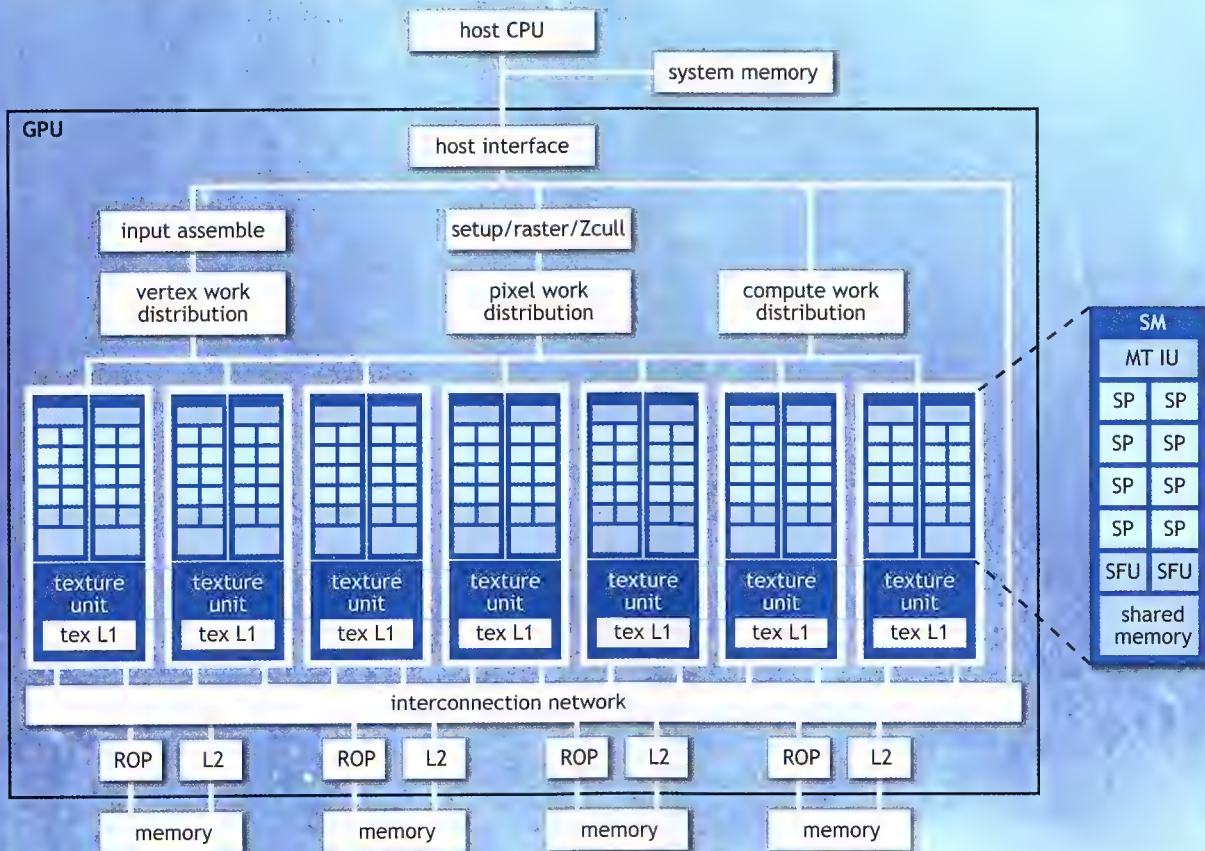 host CPU
system memory
GPU
host interface
input assemble
setup/raster/Zcull
vertex work
distribution
pixel work
distribution
compute work
distribution
SM
MT IU
SP SP
SP SP
SP SP
SP SP
SFU SFU
shared
memory
texture
unit
tex L1
texture
unit
tex L1
texture
unit
tex L1
texture
unit
tex L1
texture
unit
tex L1
texture
unit
tex L1
texture
unit
tex L1
interconnection network
ROP L2 ROP L2 ROP L2 ROP L2
memory memory memory memory